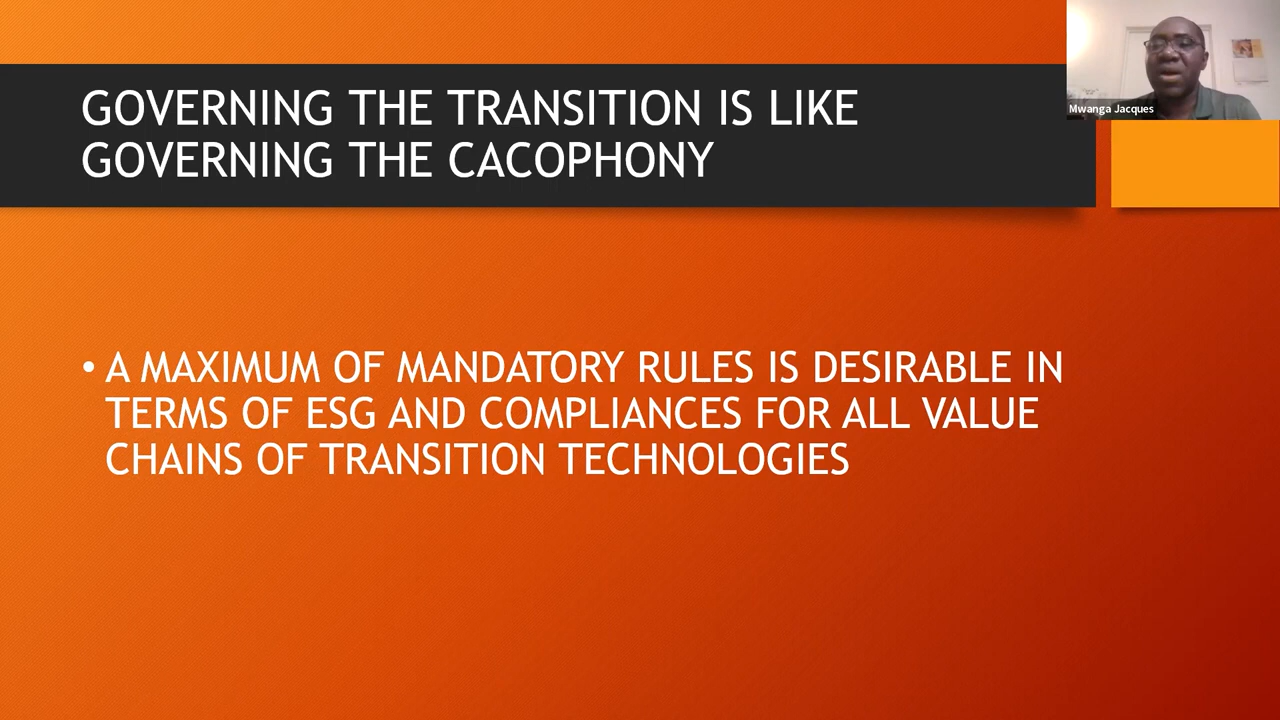 GOVERNING THE TRANSITION IS LIKE
GOVERNING THE CACOPHONY
Mwanga Jacques
• A MAXIMUM OF MANDATORY RULES IS DESIRABLE IN
TERMS OF ESG AND COMPLIANCES FOR ALL VALUE
CHAINS OF TRANSITION TECHNOLOGIES